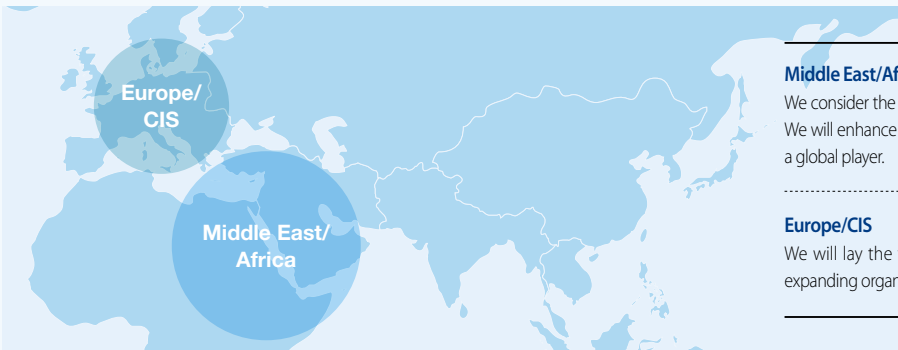 Europe/
CIS
Middle East/
Africa
Middle East/Af
We consider the
We will enhance
a global player.
Europe/CIS
We will lay the
expanding organ